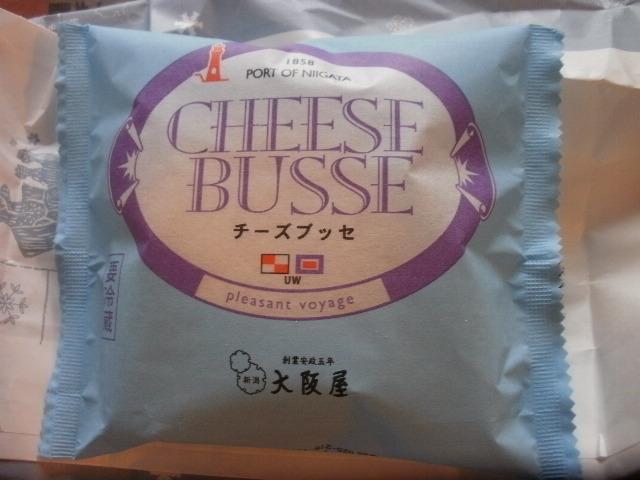 1858
PORT OF NIIGATA
CHEESE
BUSSE
チーズブッセ
UW
pleasant voyage
要冷蔵
創業安政五年
新潟
大阪屋